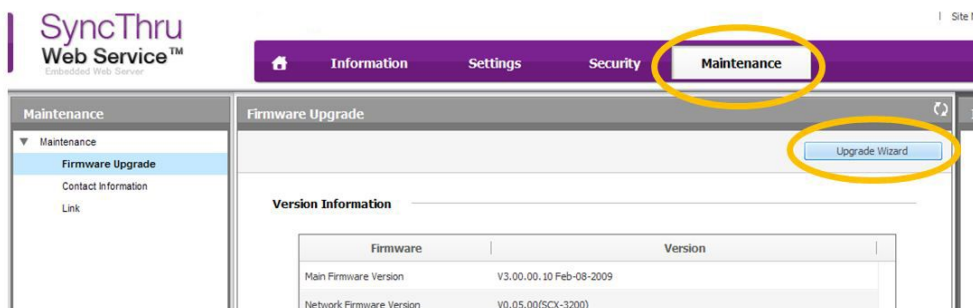 SyncThru
Web Service™
Embedded Web Server
Site
Information Settings Security Maintenance
Maintenance
Firmware Upgrade
Maintenance
Firmware Upgrade
Contact Information
Link
Upgrade Wizard
Version Information
Firmware Version
Main Firmware Version V3.00.00.10 Feb-08-2009
Network Firmware Version V0.05.00(SCX-3200)